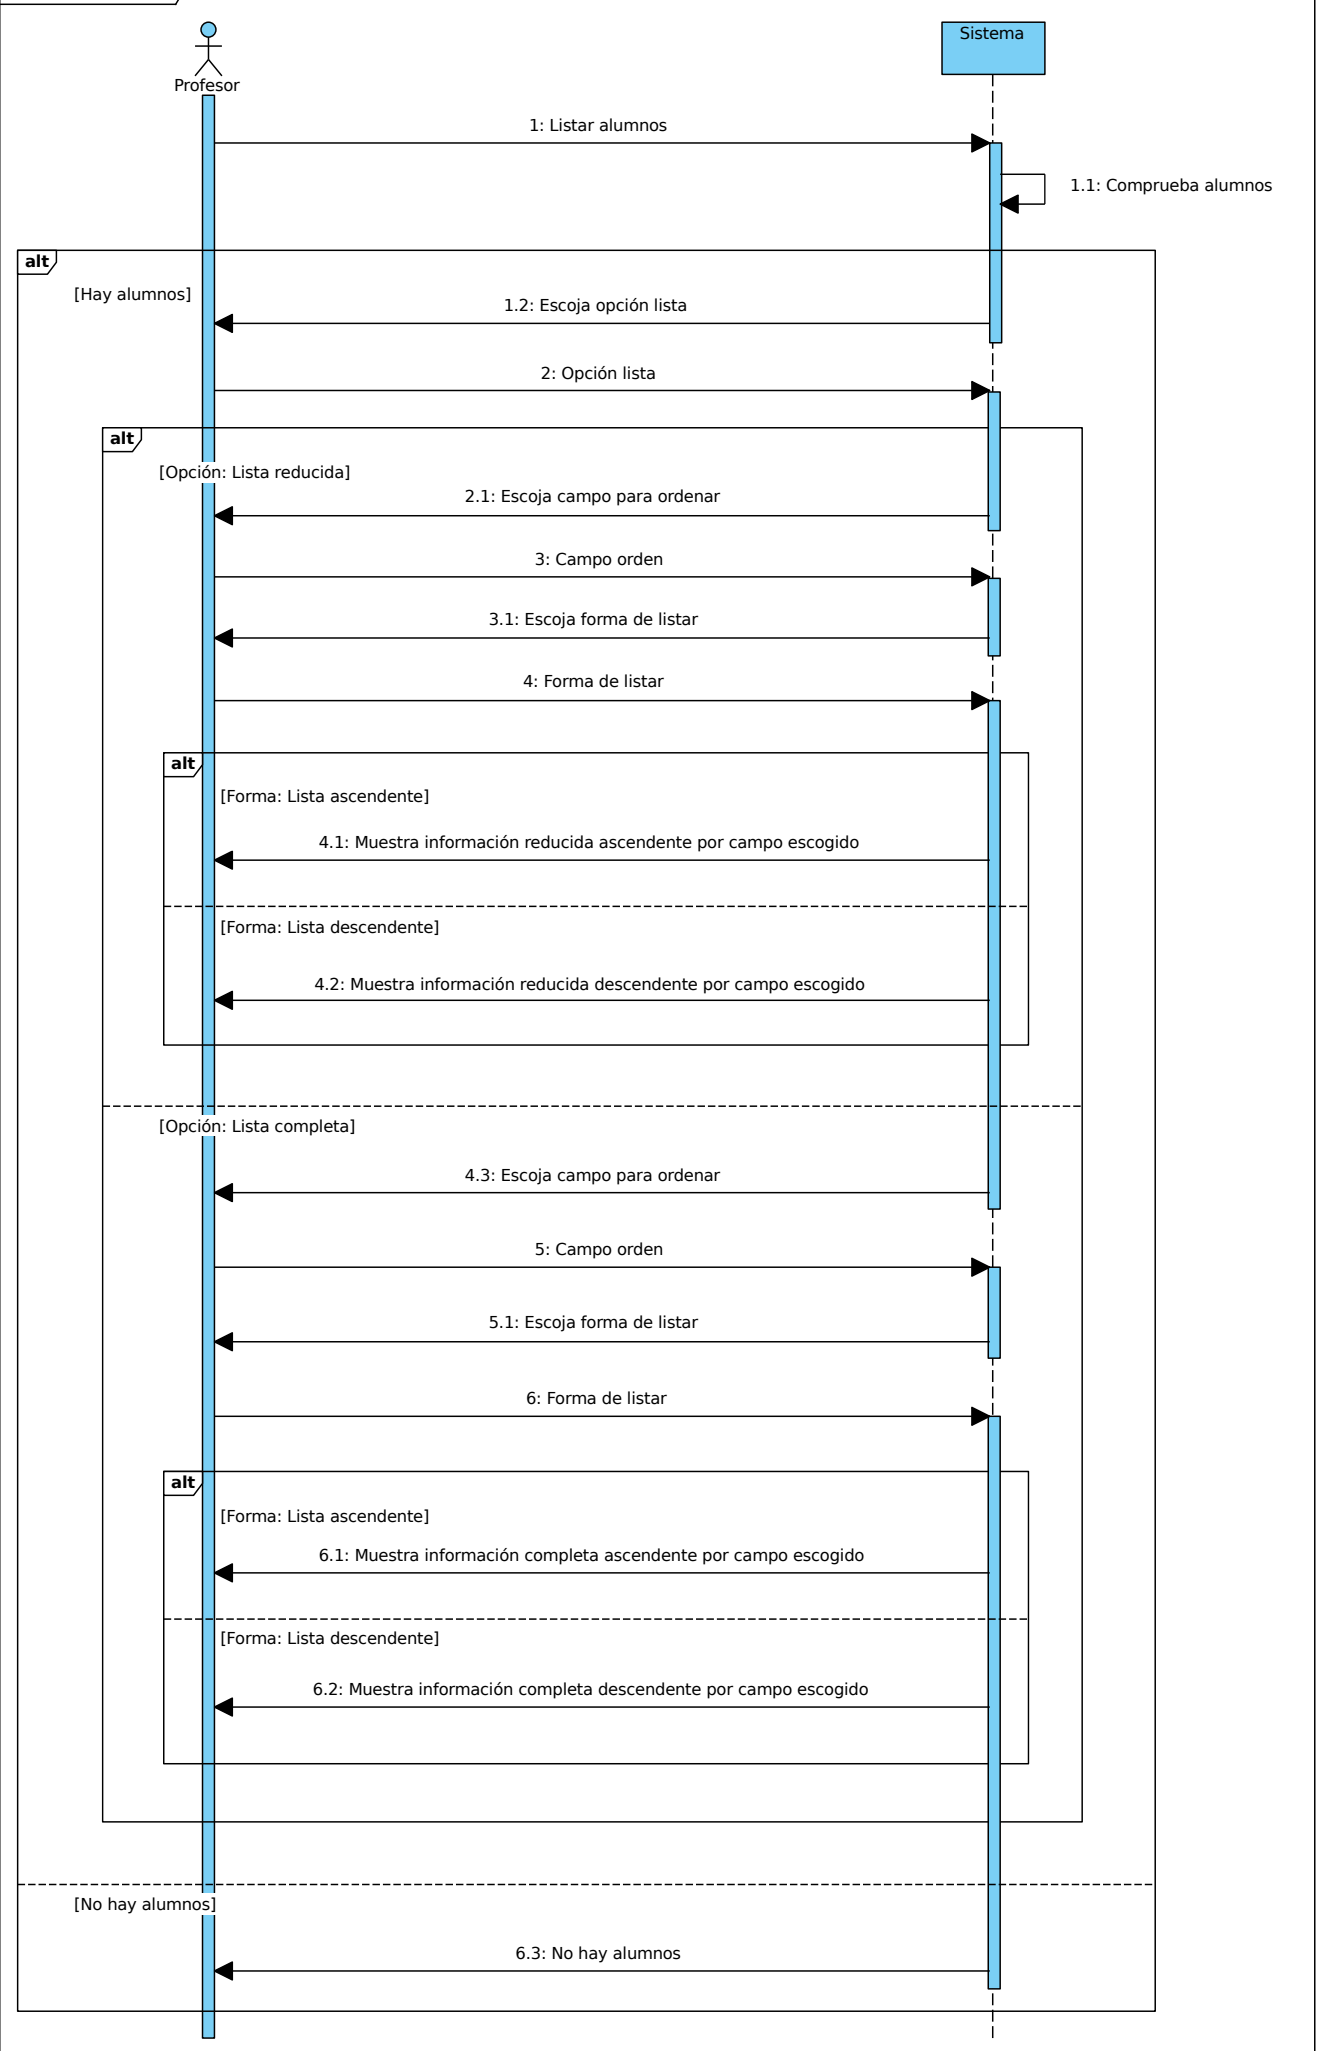 Sistema
Profesor
1: Listar alumnos
1.1: Comprueba alumnos
alt
[Hay alumnos]
1.2: Escoja opción lista
2: Opción lista
alt
[Opción: Lista reducida]
2.1: Escoja campo para ordenar
3: Campo orden
3.1: Escoja forma de listar
4: Forma de listar
alt
[Forma: Lista ascendente]
4.1: Muestra información reducida ascendente por campo escogido
[Forma: Lista descendente]
4.2: Muestra información reducida descendente por campo escogido
[Opción: Lista completa]
4.3: Escoja campo para ordenar
5: Campo orden
5.1: Escoja forma de listar
6: Forma de listar
alt
[Forma: Lista ascendente]
6.1: Muestra información completa ascendente por campo escogido
[Forma: Lista descendente]
6.2: Muestra información completa descendente por campo escogido
[No hay alumnos]
6.3: No hay alumnos